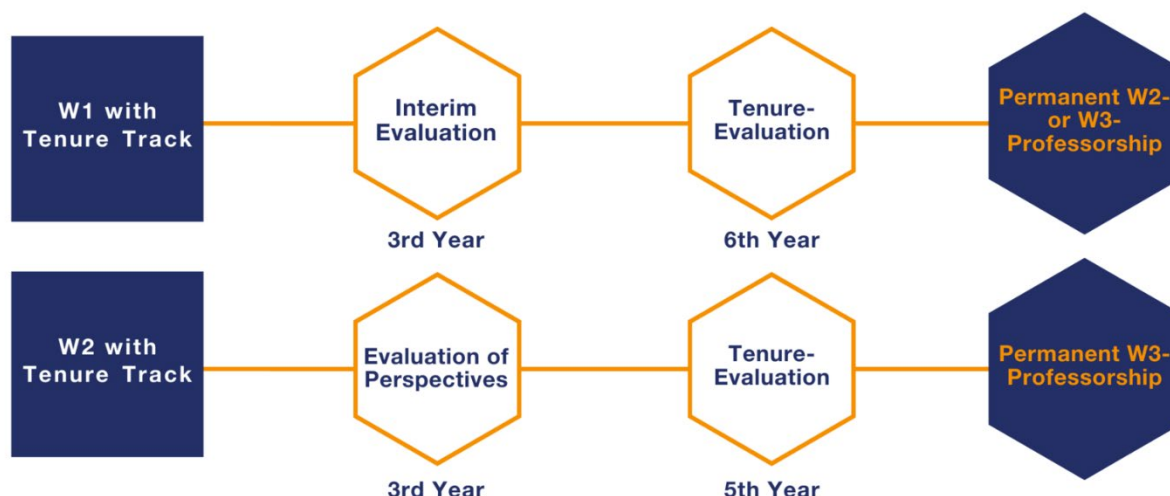 W1 with
Tenure Track
Interim
Evaluation
3rd Year
Tenure-
Evaluation
6th Year
Permanent W2-
or W3-
Professorship
W2 with
Tenure Track
Evaluation of
Perspectives
3rd Year
Tenure-
Evaluation
5th Year
Permanent W3-
Professorship